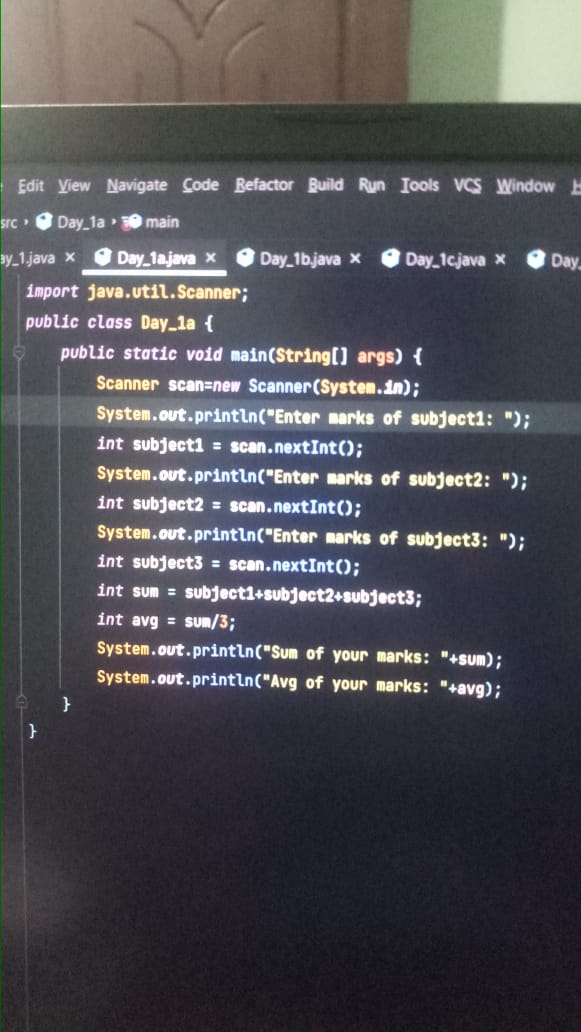 Edit View Navigate Code Refactor Build Run Tools VCS Window
src Day_1a main
ay_1.java × Day_1a.java × Day_1b.java × Day_1c.java × Day_
import java.util.Scanner;
public class Day_1a {
public static void main(String[] args) {
Scanner scan=new Scanner(System.in);
System.out.println("Enter marks of subject1: ");
int subject1 = scan.nextInt();
System.out.println("Enter marks of subject2: ");
int subject2 = scan.nextInt();
System.out.println("Enter marks of subject3: ");
int subject3 = scan.nextInt();
int sum = subject1+subject2+subject3;
int avg = sum/3;
System.out.println("Sum of your marks: "+sum);
System.out.println("Avg of your marks: "+avg);
}
}